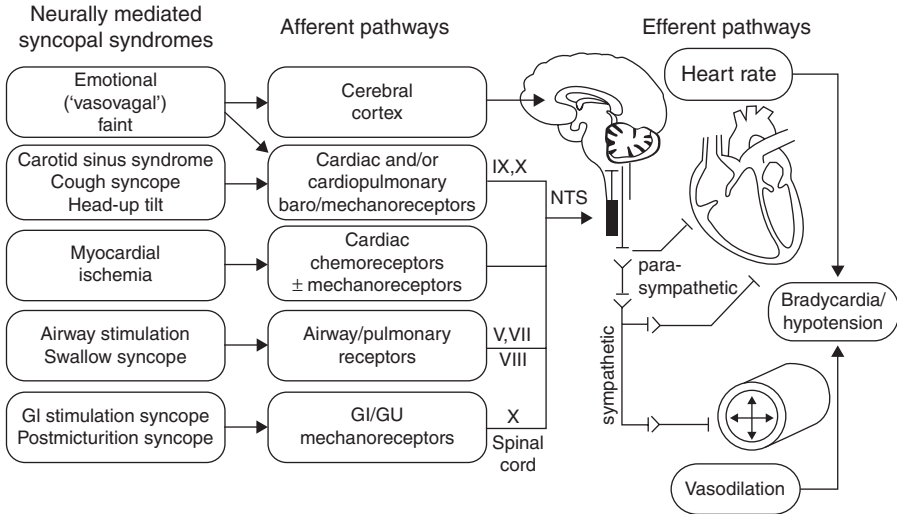 Neurally mediated
syncopal syndromes
Afferent pathways
Efferent pathways
Emotional
(‘vasovagal’)
faint
Cerebral
cortex
Heart rate
Carotid sinus syndrome
Cough syncope
Head-up tilt
Cardiac and/or
cardiopulmonary
baro/mechanoreceptors
IX,X
NTS
Myocardial
ischemia
Cardiac
chemoreceptors
± mechanoreceptors
para-
sympathetic
Bradycardia/
hypotension
Airway stimulation
Swallow syncope
Airway/pulmonary
receptors
V,VII
VIII
sympathetic
GI stimulation syncope
Postmicturition syncope
GI/GU
mechanoreceptors
X
Spinal
cord
Vasodilation